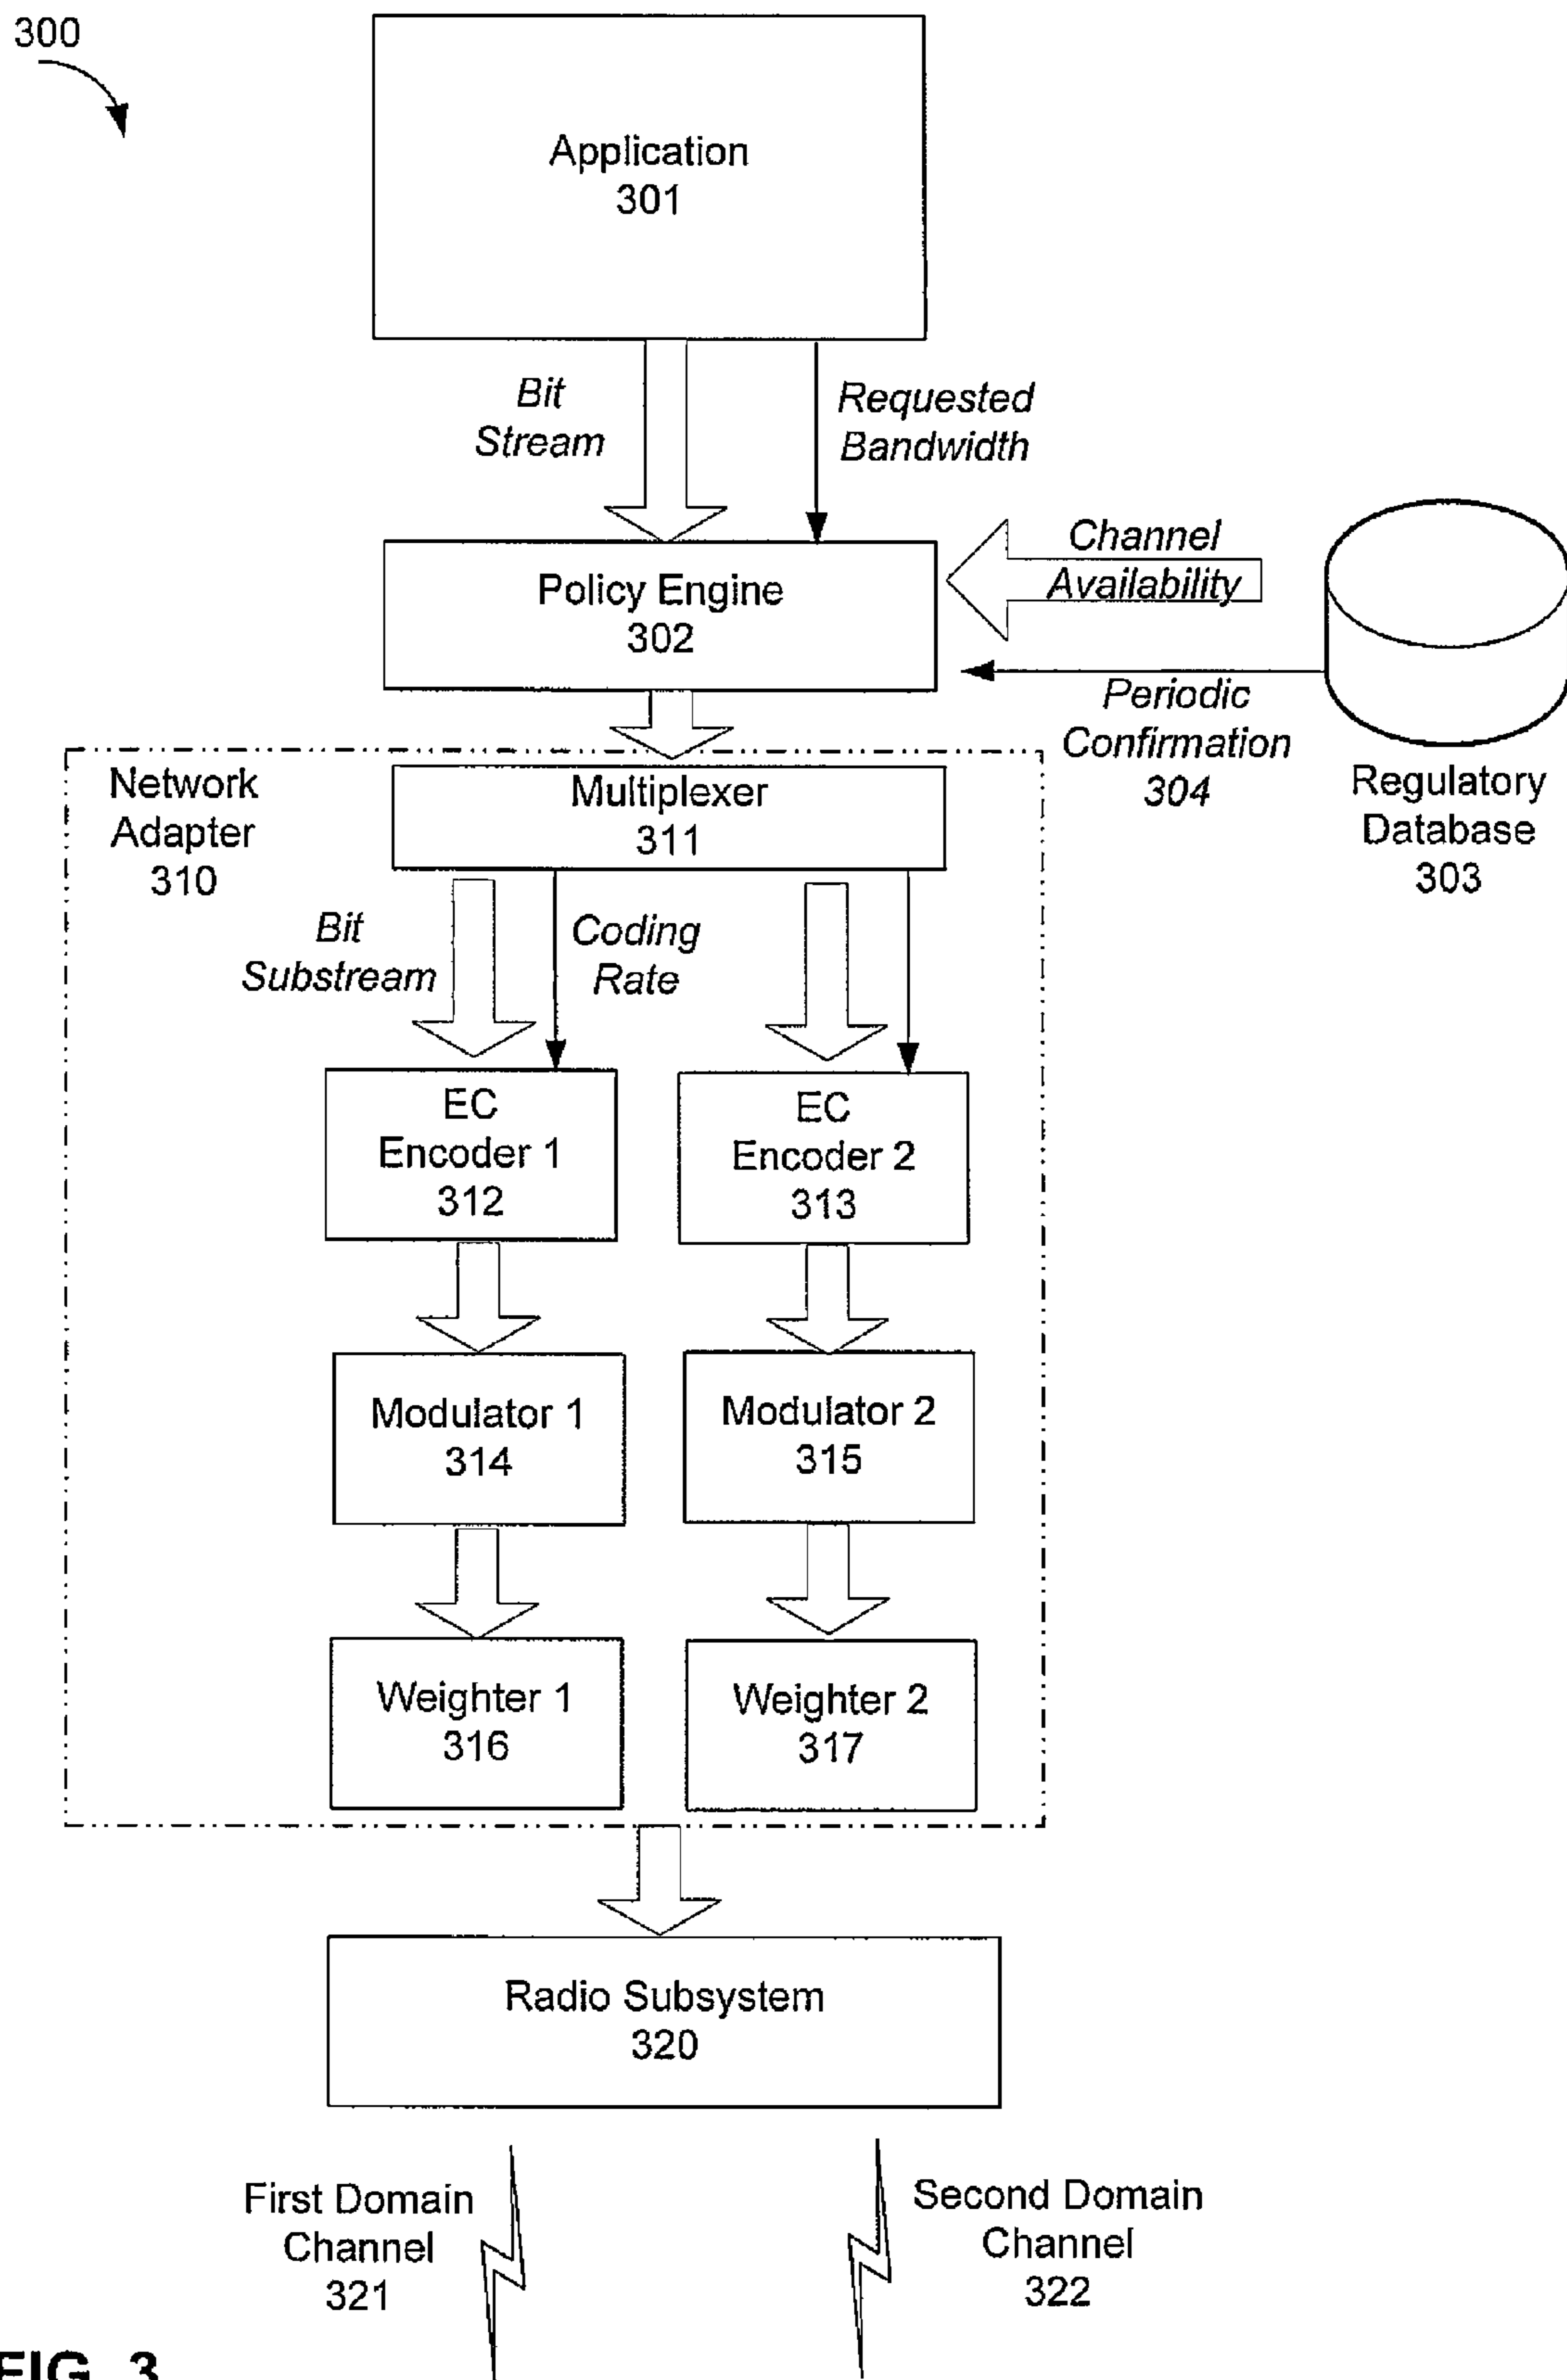 300
Application
301
Bit
Stream
Requested
Bandwidth
Policy Engine
302
Channel
Availability
Periodic
Confirmation
304
Regulatory
Database
303
Network
Adapter
310
Multiplexer
311
Bit
Substream
Coding
Rate
EC
Encoder 1
312
EC
Encoder 2
313
Modulator 1
314
Modulator 2
315
Weighter 1
316
Weighter 2
317
Radio Subsystem
320
First Domain
Channel
321
Second Domain
Channel
322
FIG. 3